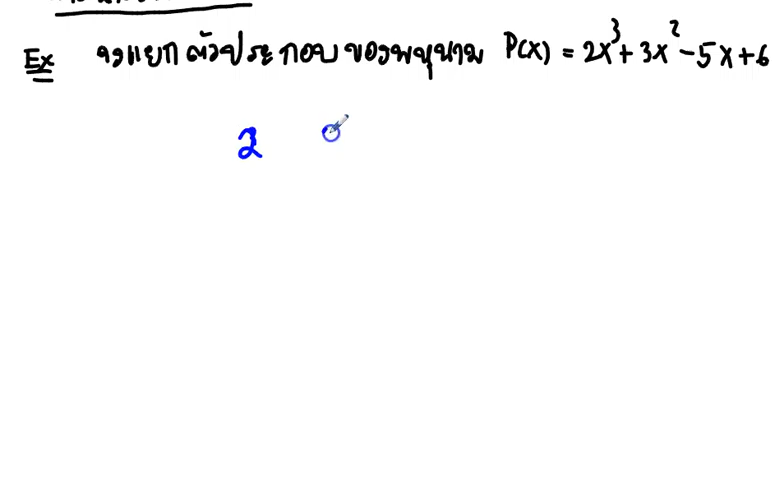 Ex จงแยกตัวประกอบของพหุนาม P(x) = 2x³ + 3x² - 5x + 6
2